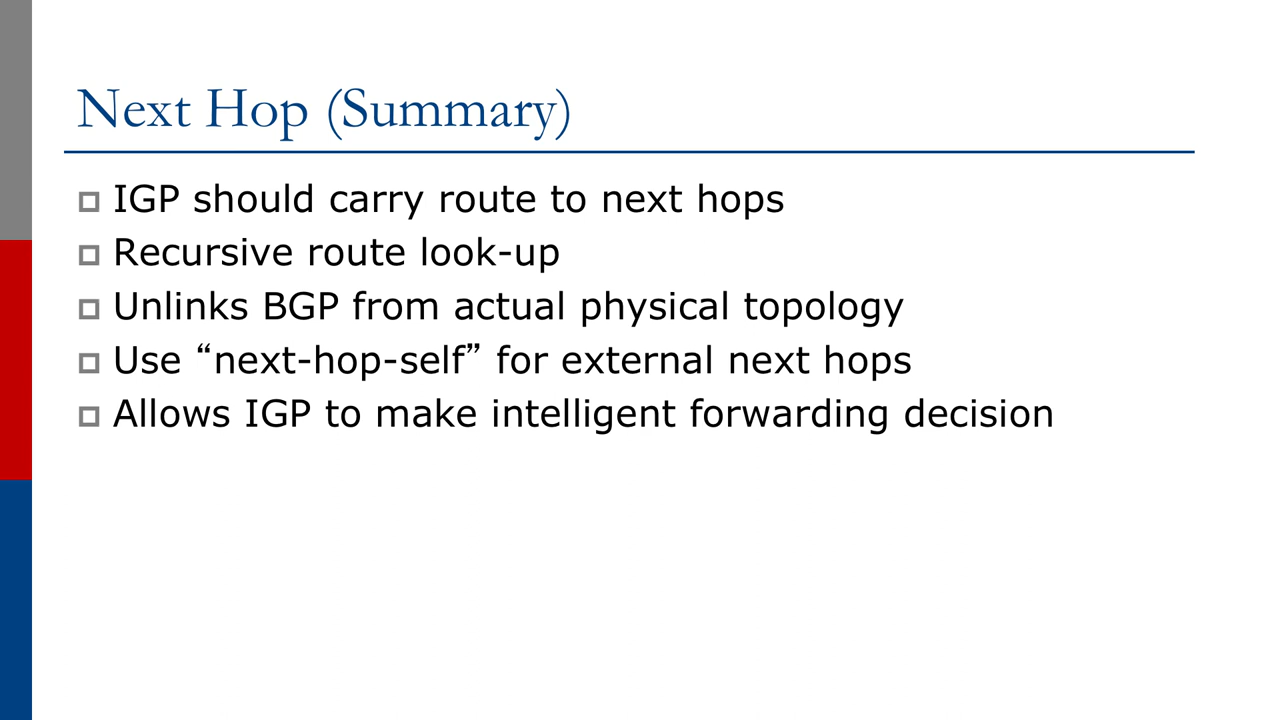 Next Hop (Summary)
IGP should carry route to next hops
Recursive route look-up
Unlinks BGP from actual physical topology
Use “next-hop-self” for external next hops
Allows IGP to make intelligent forwarding decision